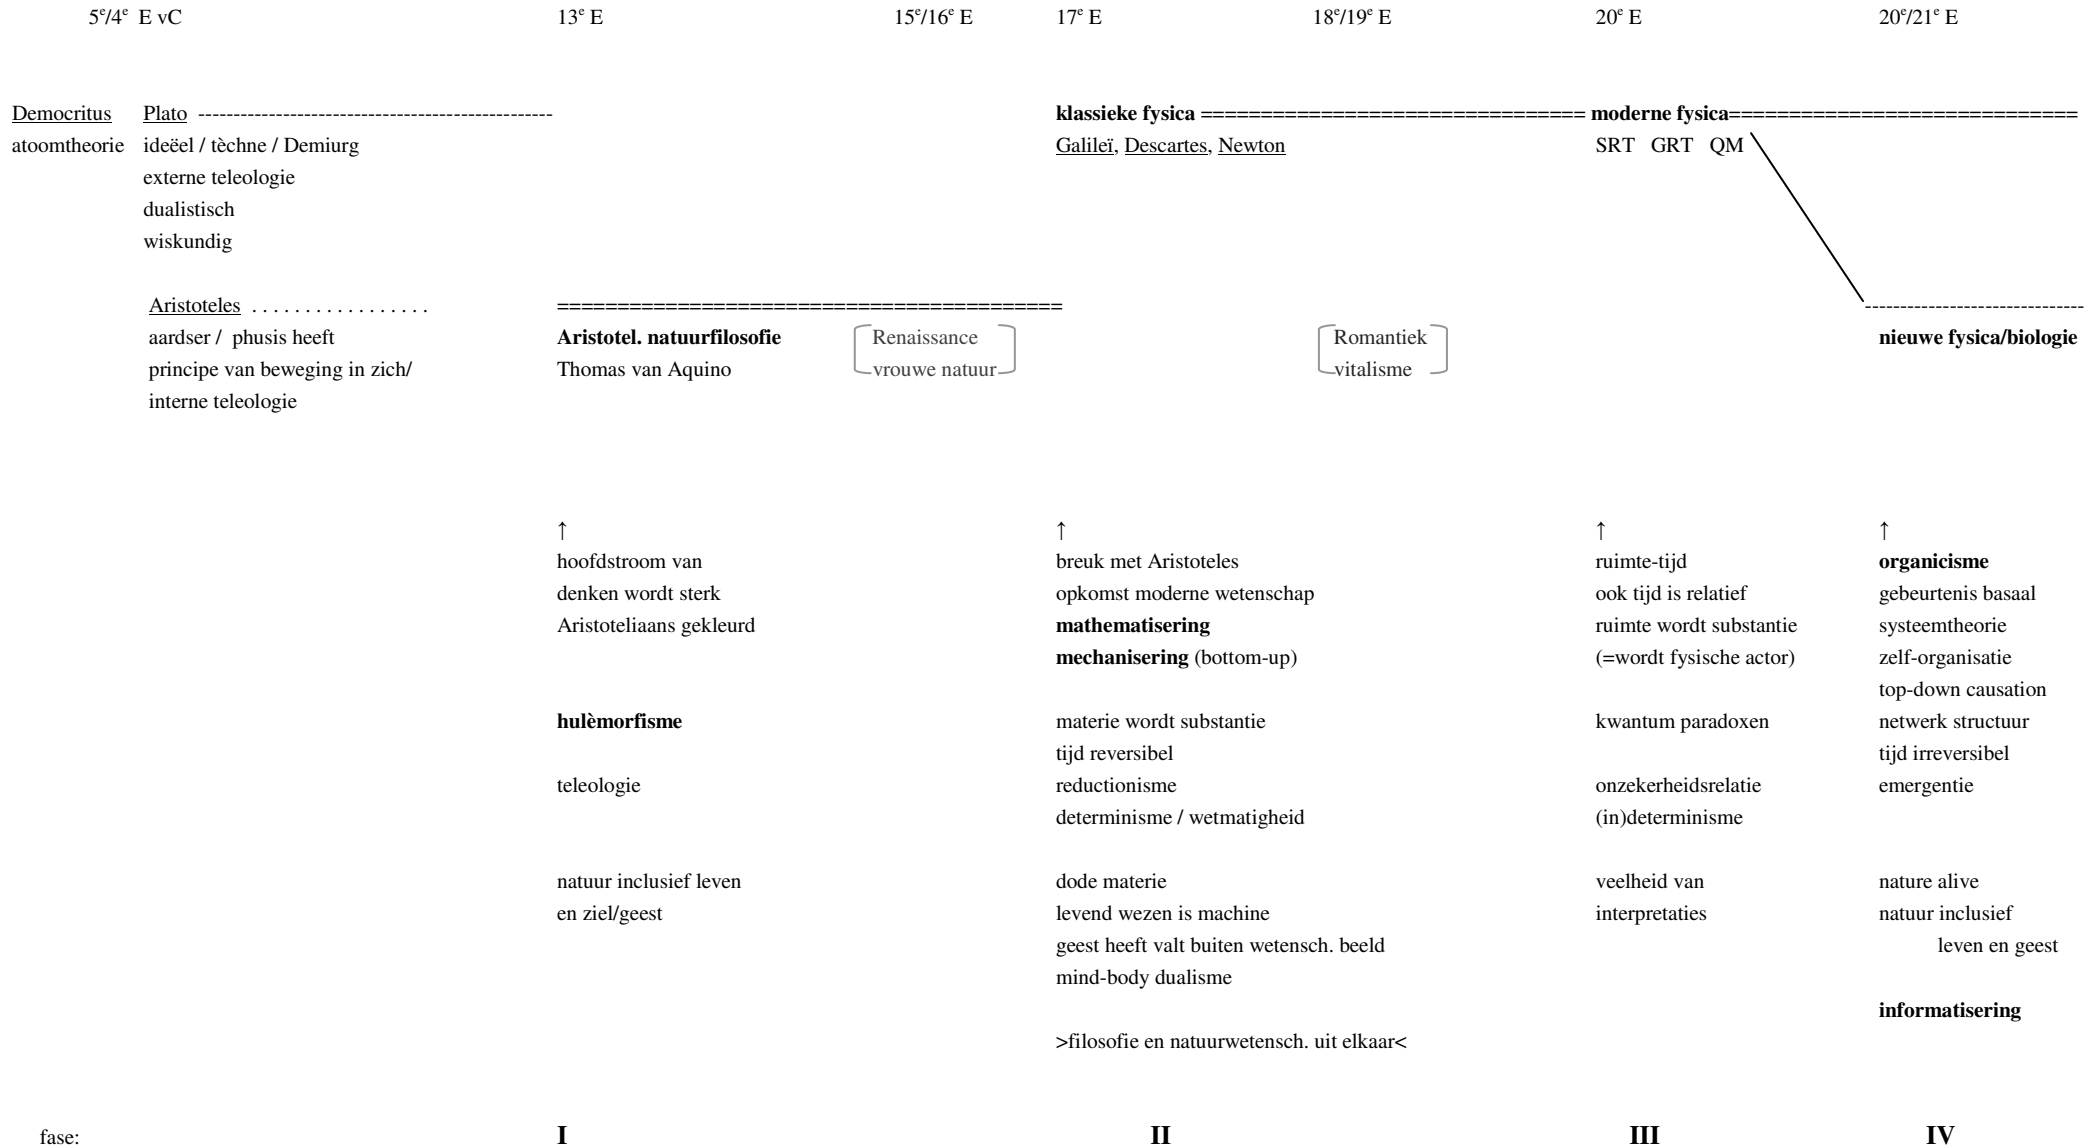 5ᵉ/4ᵉ E vC 13ᵉ E 15ᵉ/16ᵉ E 17ᵉ E 18ᵉ/19ᵉ E 20ᵉ E 20ᵉ/21ᵉ E
Democritus Plato -------------------------------------------------- klassieke fysica ================================ moderne fysica=============================
atoomtheorie ideëel / tèchne / Demiurg Galileï, Descartes, Newton SRT GRT QM
externe teleologie
dualistisch
wiskundig
Aristoteles . . . . . . . . . . . . . . . . . ========================================== -------------------------------
aardser / phusis heeft Aristotel. natuurfilosofie Renaissance Romantiek nieuwe fysica/biologie
principe van beweging in zich/ Thomas van Aquino vrouwe natuur vitalisme
interne teleologie
↑ ↑ ↑ ↑
hoofdstroom van breuk met Aristoteles ruimte-tijd organicisme
denken wordt sterk opkomst moderne wetenschap ook tijd is relatief gebeurtenis basaal
Aristoteliaans gekleurd mathematisering ruimte wordt substantie systeemtheorie
mechanisering (bottom-up) (=wordt fysische actor) zelf-organisatie
top-down causation
hulèmorfisme materie wordt substantie kwantum paradoxen netwerk structuur
tijd reversibel tijd irreversibel
teleologie reductionisme onzekerheidsrelatie emergentie
determinisme / wetmatigheid (in)determinisme
natuur inclusief leven dode materie veelheid van nature alive
en ziel/geest levend wezen is machine interpretaties natuur inclusief
geest heeft valt buiten wetensch. beeld leven en geest
mind-body dualisme
informatisering
>filosofie en natuurwetensch. uit elkaar<
fase: I II III IV